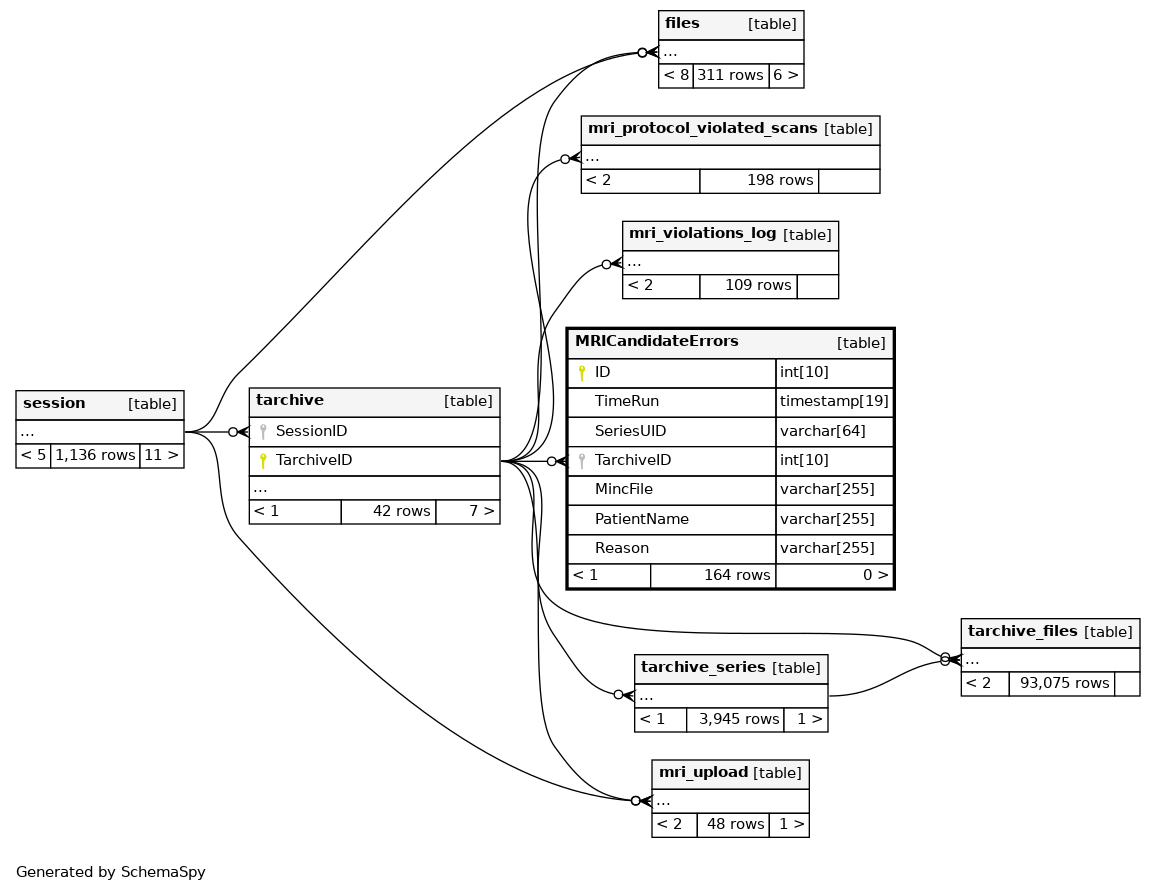 files [table]
...
< 8 311 rows 6 >
mri_protocol_violated_scans [table]
...
< 2 198 rows
mri_violations_log [table]
...
< 2 109 rows
MRICandidateErrors [table]
ID int[10]
TimeRun timestamp[19]
SeriesUID varchar[64]
TarchiveID int[10]
MincFile varchar[255]
PatientName varchar[255]
Reason varchar[255]
< 1 164 rows 0 >
session [table]
...
< 5 1,136 rows 11 >
tarchive [table]
SessionID
TarchiveID
...
< 1 42 rows 7 >
tarchive_files [table]
...
< 2 93,075 rows
tarchive_series [table]
...
< 1 3,945 rows 1 >
mri_upload [table]
...
< 2 48 rows 1 >
Generated by SchemaSpy